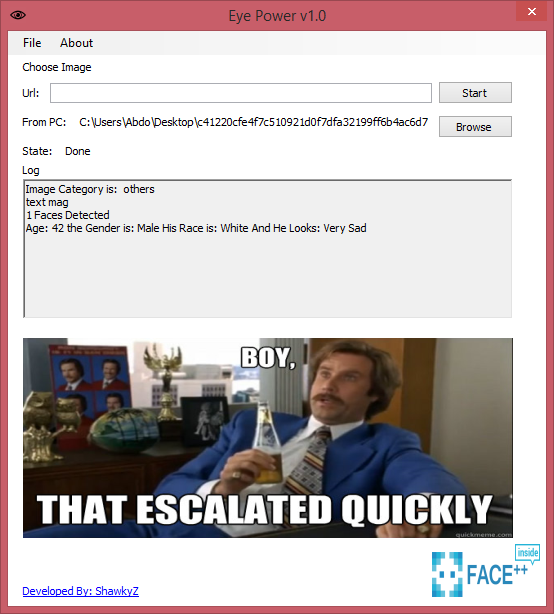 Eye Power v1.0
File About
Choose Image
Url: Start
From PC: C:\Users\Abdo\Desktop\c41220cfe4f7c510921d0f7dfa32199ff6b4ac6d7 Browse
State: Done
Log
Image Category is: others
text mag
1 Faces Detected
Age: 42 the Gender is: Male His Race is: White And He Looks: Very Sad
BOY,
THAT ESCALATED QUICKLY
quickmeme.com
inside
FACE++
Developed By: ShawkyZ